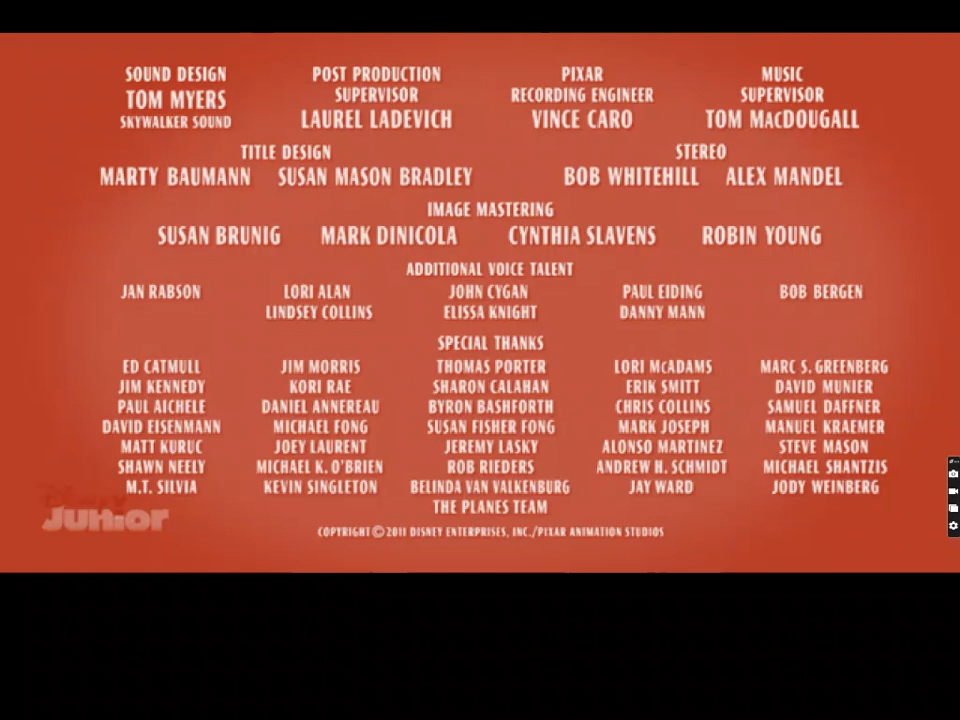 SOUND DESIGN POST PRODUCTION PIXAR MUSIC
SUPERVISOR RECORDING ENGINEER SUPERVISOR
TOM MYERS
SKYWALKER SOUND LAUREL LADEVICH VINCE CARO TOM MACDOUGALL
TITLE DESIGN STEREO
MARTY BAUMANN SUSAN MASON BRADLEY BOB WHITEHILL ALEX MANDEL
IMAGE MASTERING
SUSAN BRUNIG MARK DINICOLA CYNTHIA SLAVENS ROBIN YOUNG
ADDITIONAL VOICE TALENT
JAN RABSON LORI ALAN JOHN CYGAN PAUL EIDING BOB BERGEN
LINDSEY COLLINS ELISSA KNIGHT DANNY MANN
SPECIAL THANKS
ED CATMULL JIM MORRIS THOMAS PORTER LORI MCADAMS MARC S. GREENBERG
JIM KENNEDY KORI RAE SHARON CALAHAN ERIK SMITT DAVID MUNIER
PAUL AICHELE DANIEL ANNEREAU BYRON BASHFORTH CHRIS COLLINS SAMUEL DAFFNER
DAVID EISENMANN MICHAEL FONG SUSAN FISHER FONG MARK JOSEPH MANUEL KRAEMER
MATT KURUC JOEY LAURENT JEREMY LASKY ALONSO MARTINEZ STEVE MASON
SHAWN NEELY MICHAEL K. O'BRIEN ROB RIEDERS ANDREW H. SCHMIDT MICHAEL SHANTZIS
M.T. SILVIA KEVIN SINGLETON BELINDA VAN VALKENBURG JAY WARD JODY WEINBERG
THE PLANES TEAM
Disney
Junior
COPYRIGHT © 2011 DISNEY ENTERPRISES, INC./PIXAR ANIMATION STUDIOS